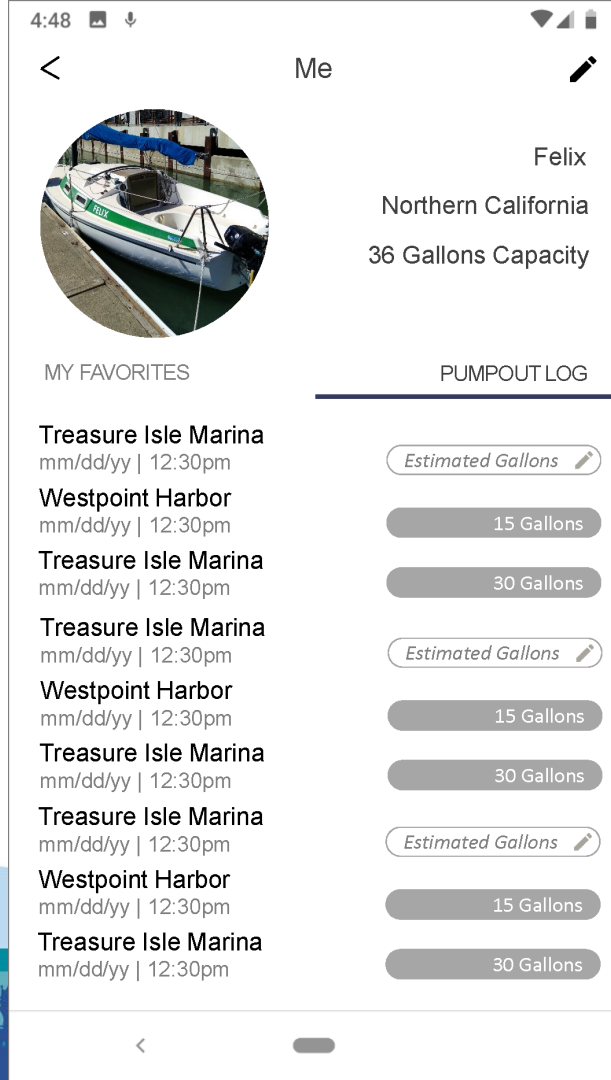 4:48
Me
FELIX
Felix
Northern California
36 Gallons Capacity
MY FAVORITES
PUMPOUT LOG
Treasure Isle Marina
mm/dd/yy | 12:30pm
Estimated Gallons
Westpoint Harbor
mm/dd/yy | 12:30pm
15 Gallons
Treasure Isle Marina
mm/dd/yy | 12:30pm
30 Gallons
Treasure Isle Marina
mm/dd/yy | 12:30pm
Estimated Gallons
Westpoint Harbor
mm/dd/yy | 12:30pm
15 Gallons
Treasure Isle Marina
mm/dd/yy | 12:30pm
30 Gallons
Treasure Isle Marina
mm/dd/yy | 12:30pm
Estimated Gallons
Westpoint Harbor
mm/dd/yy | 12:30pm
15 Gallons
Treasure Isle Marina
mm/dd/yy | 12:30pm
30 Gallons